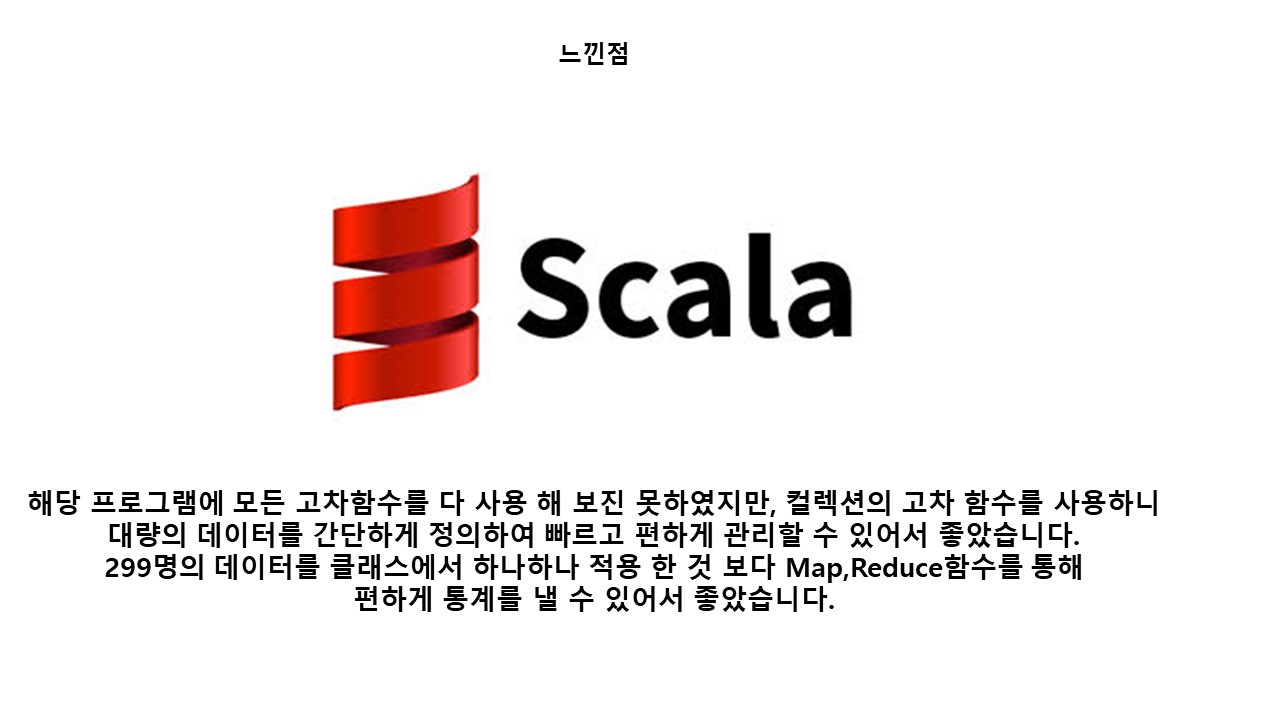 느낀점
Scala
해당 프로그램에 모든 고차함수를 다 사용 해 보진 못하였지만, 컬렉션의 고차 함수를 사용하니
대량의 데이터를 간단하게 정의하여 빠르고 편하게 관리할 수 있어서 좋았습니다.
299명의 데이터를 클래스에서 하나하나 적용 한 것 보다 Map,Reduce함수를 통해
편하게 통계를 낼 수 있어서 좋았습니다.